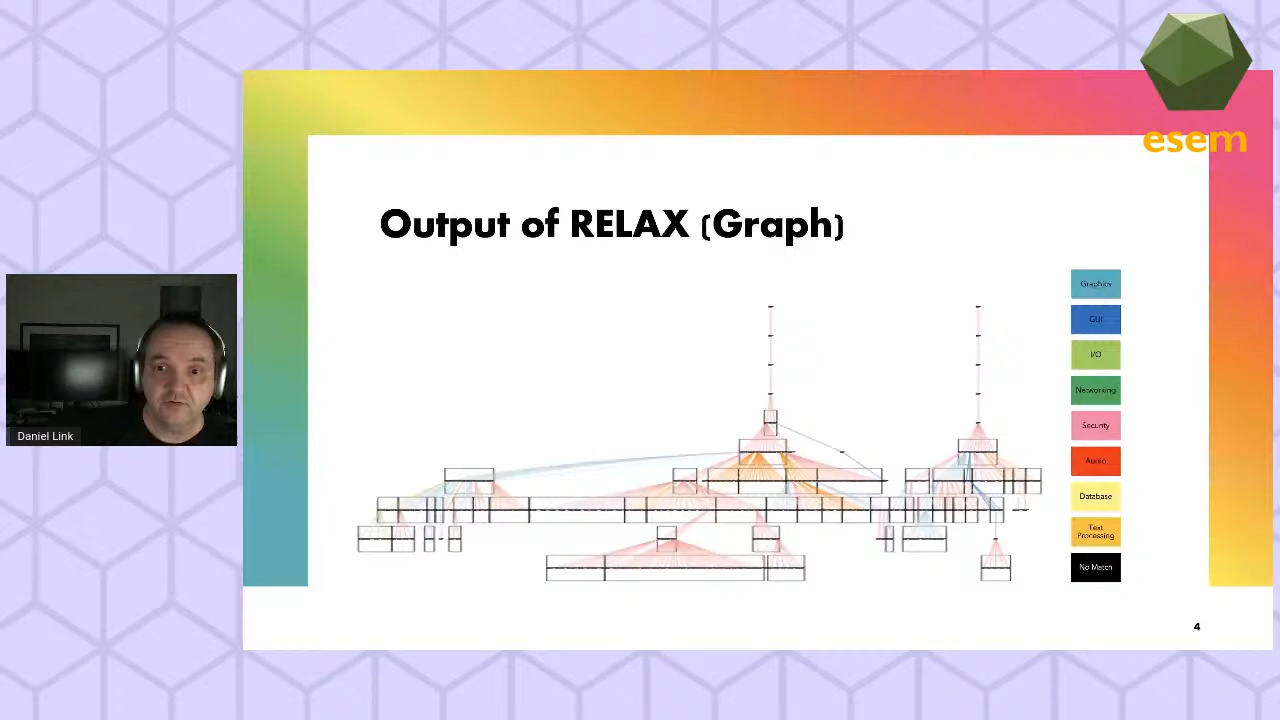 esem
Output of RELAX (Graph)
Graphics
GUI
I/O
Networking
Security
Audio
Database
Text
Processing
No Match
Daniel Link
4